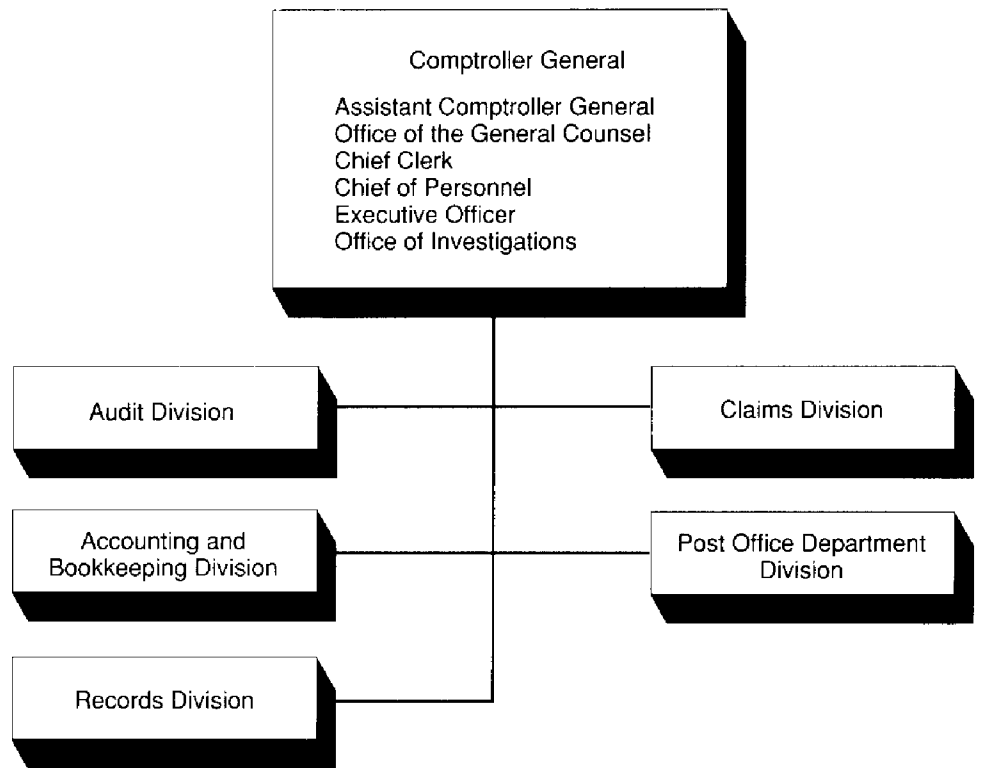 Comptroller General
Assistant Comptroller General
Office of the General Counsel
Chief Clerk
Chief of Personnel
Executive Officer
Office of Investigations
Audit Division
Claims Division
Accounting and
Bookkeeping Division
Post Office Department
Division
Records Division